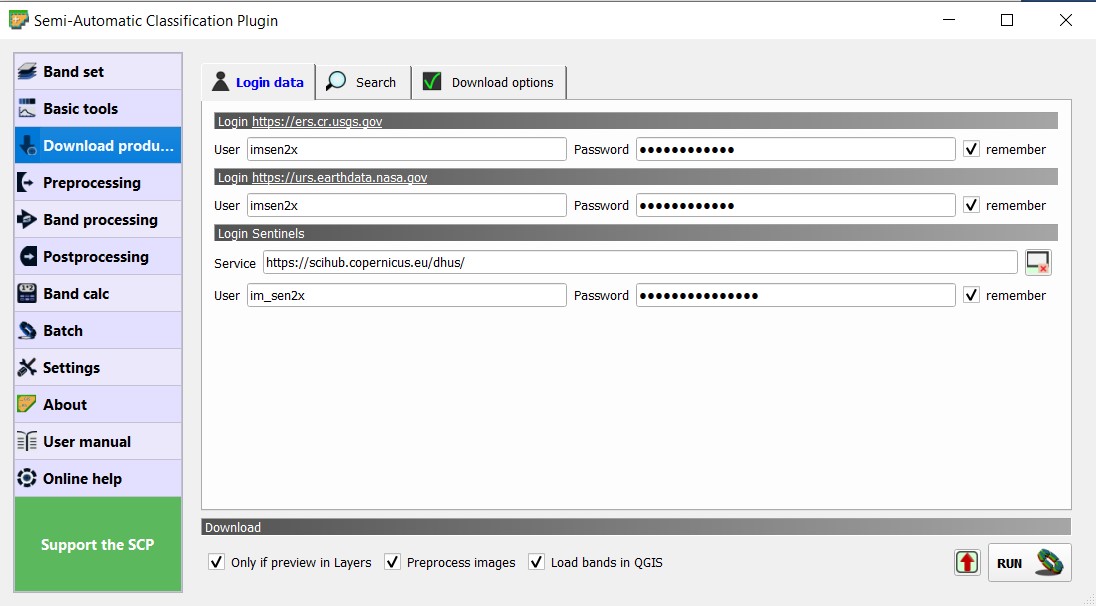 Semi-Automatic Classification Plugin
Band set
Basic tools
Download produ...
Preprocessing
Band processing
Postprocessing
Band calc
Batch
Settings
About
User manual
Online help
Support the SCP
Login data Search Download options
Login https://ers.cr.usgs.gov
User imsen2x Password ●●●●●●●●●●●● remember
Login https://urs.earthdata.nasa.gov
User imsen2x Password ●●●●●●●●●●●● remember
Login Sentinels
Service https://scihub.copernicus.eu/dhus/
User im_sen2x Password ●●●●●●●●●●●●●●● remember
Download
Only if preview in Layers Preprocess images Load bands in QGIS RUN